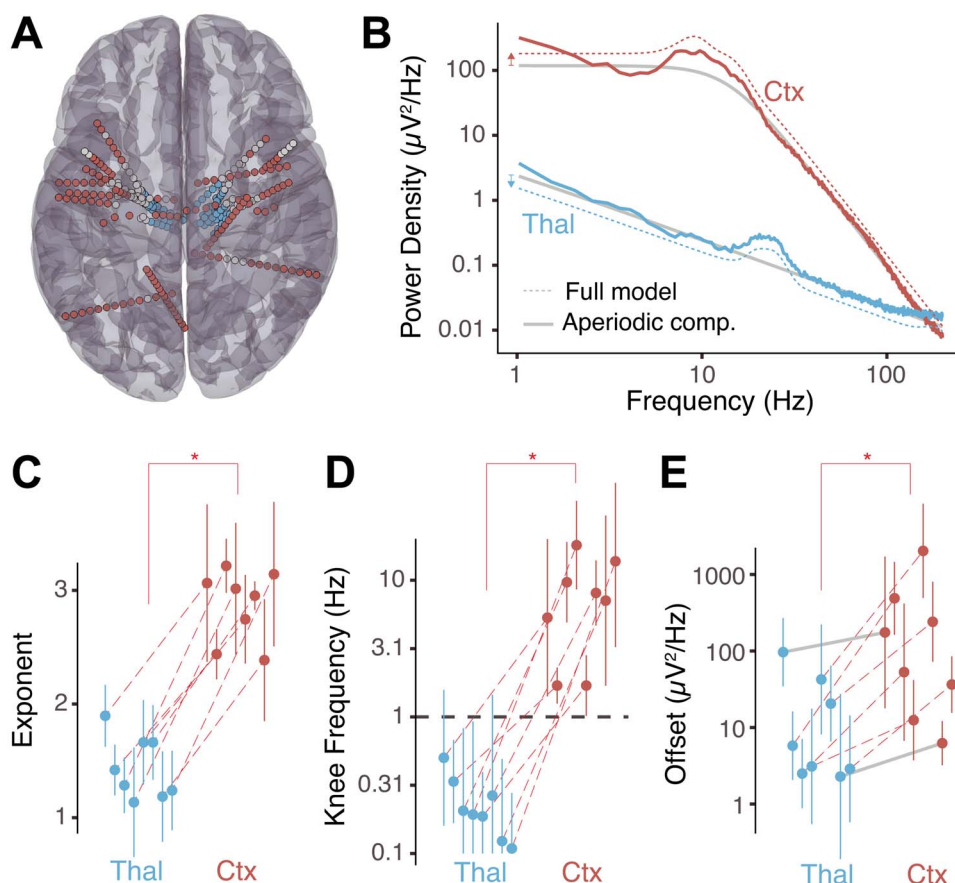 A
B
Power Density (µV²/Hz)
100
10
1
0.1
0.01
Ctx
Thal
Full model
Aperiodic comp.
1
10
100
Frequency (Hz)
C
*
Exponent
3
2
1
Thal
Ctx
D
*
Knee Frequency (Hz)
10
3.1
1
0.31
0.1
Thal
Ctx
E
*
Offset (µV²/Hz)
1000
100
10
1
Thal
Ctx